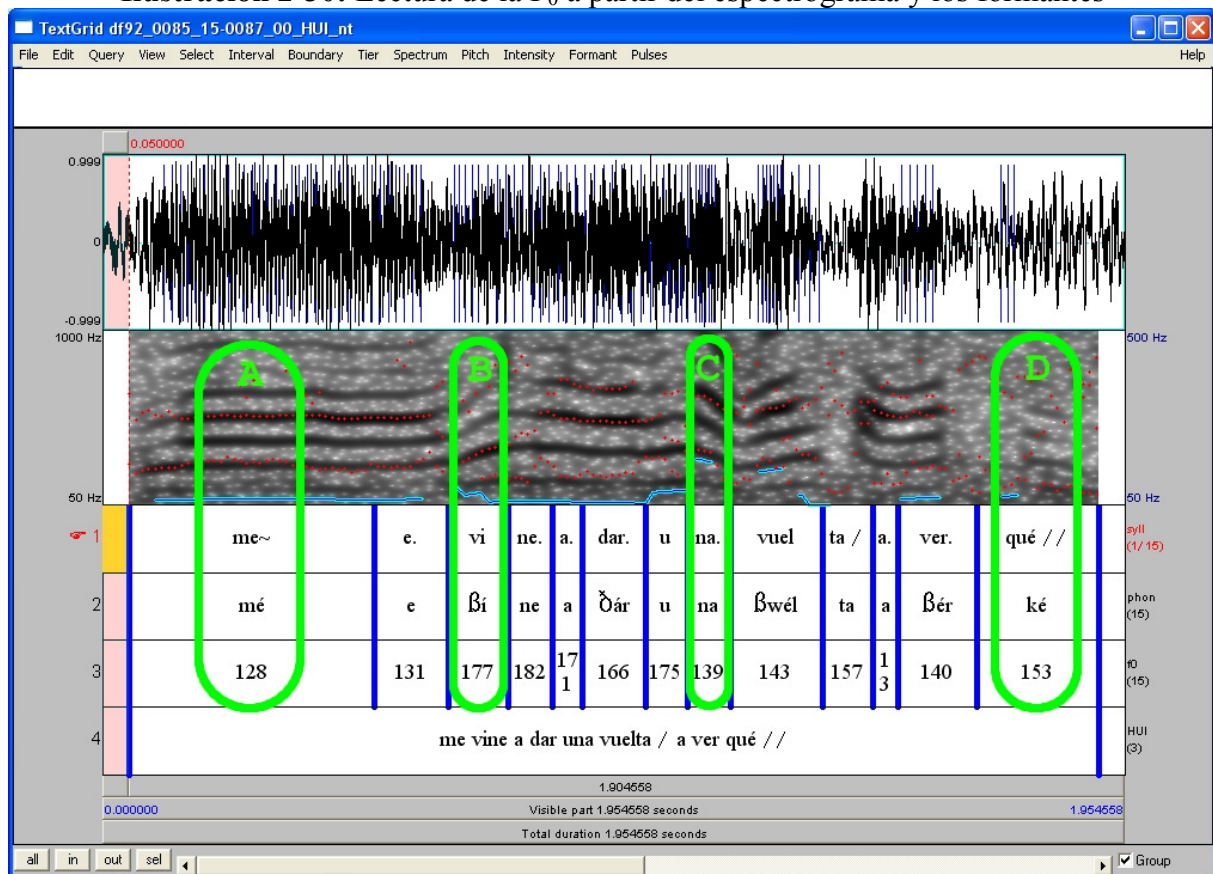 Ilustración 2-30: Lectura de la F0 a partir del espectrograma y los formantes
TextGrid df92_0085_15-0087_00_HUI_nt
File Edit Query View Select Interval Boundary Tier Spectrum Pitch Intensity Formant Pulses Help
0.050000
0.999
0
-0.999
1000 Hz 500 Hz
A B C D
50 Hz 50 Hz
1 me~ e. vi ne. a. dar. u na. vuel ta / a. ver. qué // syll (1/15)
2 mé e βí ne a ðár u na βwél ta a βér ké phon (15)
3 128 131 177 182 171 166 175 139 143 157 13 140 153 f0 (15)
4 me vine a dar una vuelta / a ver qué // HUI (3)
1.904558
0.000000 Visible part 1.954558 seconds 1.954558
Total duration 1.954558 seconds
all in out sel Group